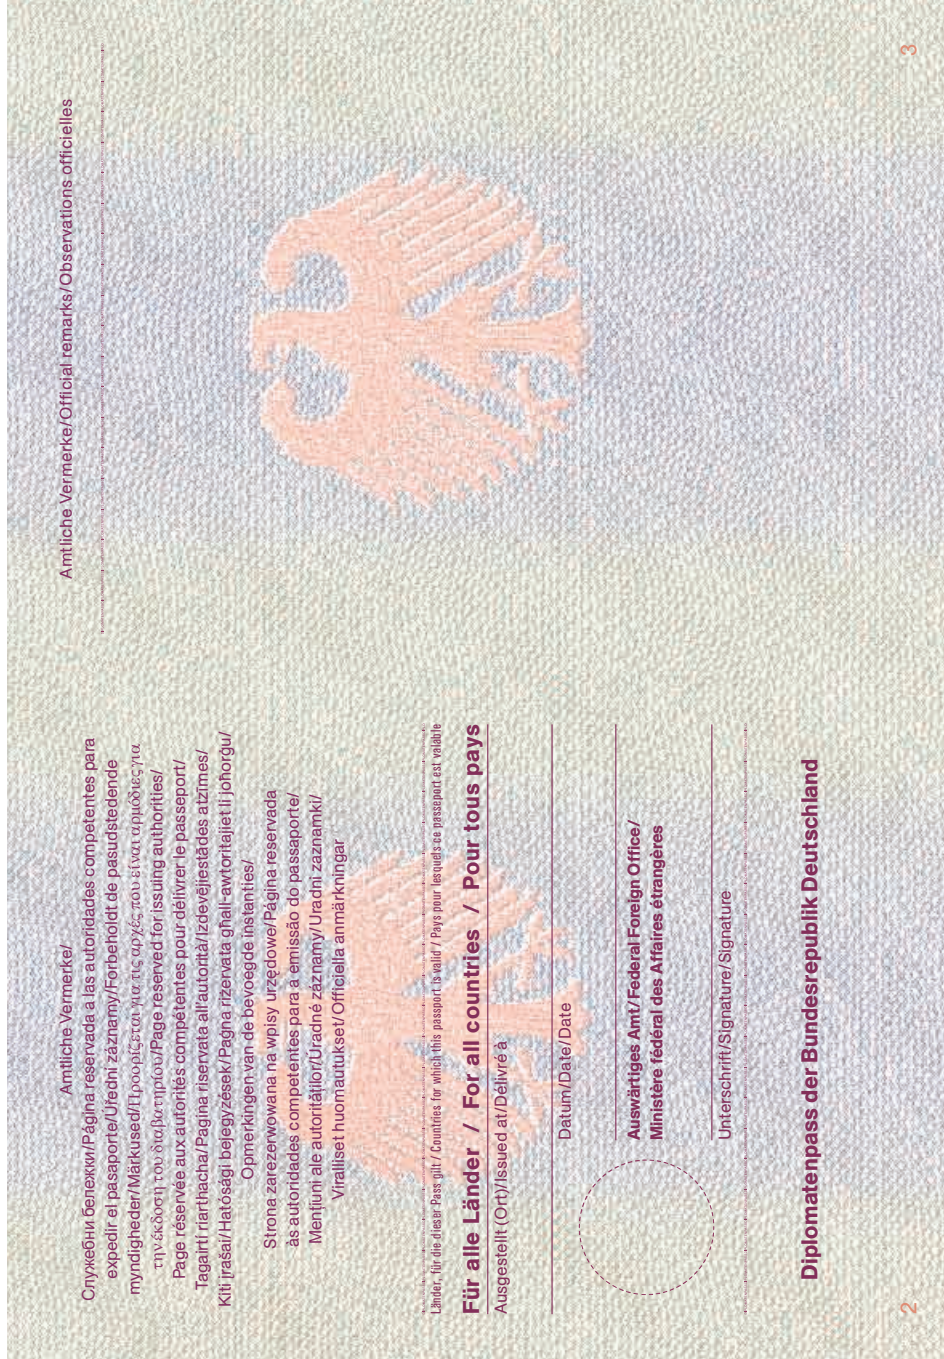 Amtliche Vermerke/
Служебни бележки/Página reservada a las autoridades competentes para
expedir el pasaporte/Úřední záznamy/Forbeholdt de pasudstedende
myndigheder/Märkused/Προορίζεται για τις αρχές που είναι αρμόδιες για
την έκδοση του διαβατηρίου/Page reserved for issuing authorities/
Page réservée aux autorités compétentes pour délivrer le passeport/
Tagairtí ríarthacha/Pagina riservata all'autorità/Izdevējiestādes atzīmes/
Kiti įrašai/Hatósági bejegyzések/Paġna riżervata għall-awtoritajiet li joħorġu/
Opmerkingen van de bevoegde instanties/
Strona zarezerwowana na wpisy urzędowe/Página reservada
às autoridades competentes para a emissão do passaporte/
Mențiuni ale autorităților/Úradné záznamy/Uradni zaznamki/
Viralliset huomautukset/Officiella anmärkningar
Länder, für die dieser Pass gilt / Countries for which this passport is valid / Pays pour lesquels ce passeport est valable
Für alle Länder / For all countries / Pour tous pays
Ausgestellt (Ort)/Issued at/Délivré à
Datum/Date/Date
Auswärtiges Amt/Federal Foreign Office/
Ministère fédéral des Affaires étrangères
Unterschrift/Signature/Signature
Diplomatenpass der Bundesrepublik Deutschland
2
Amtliche Vermerke/Official remarks/Observations officielles
3